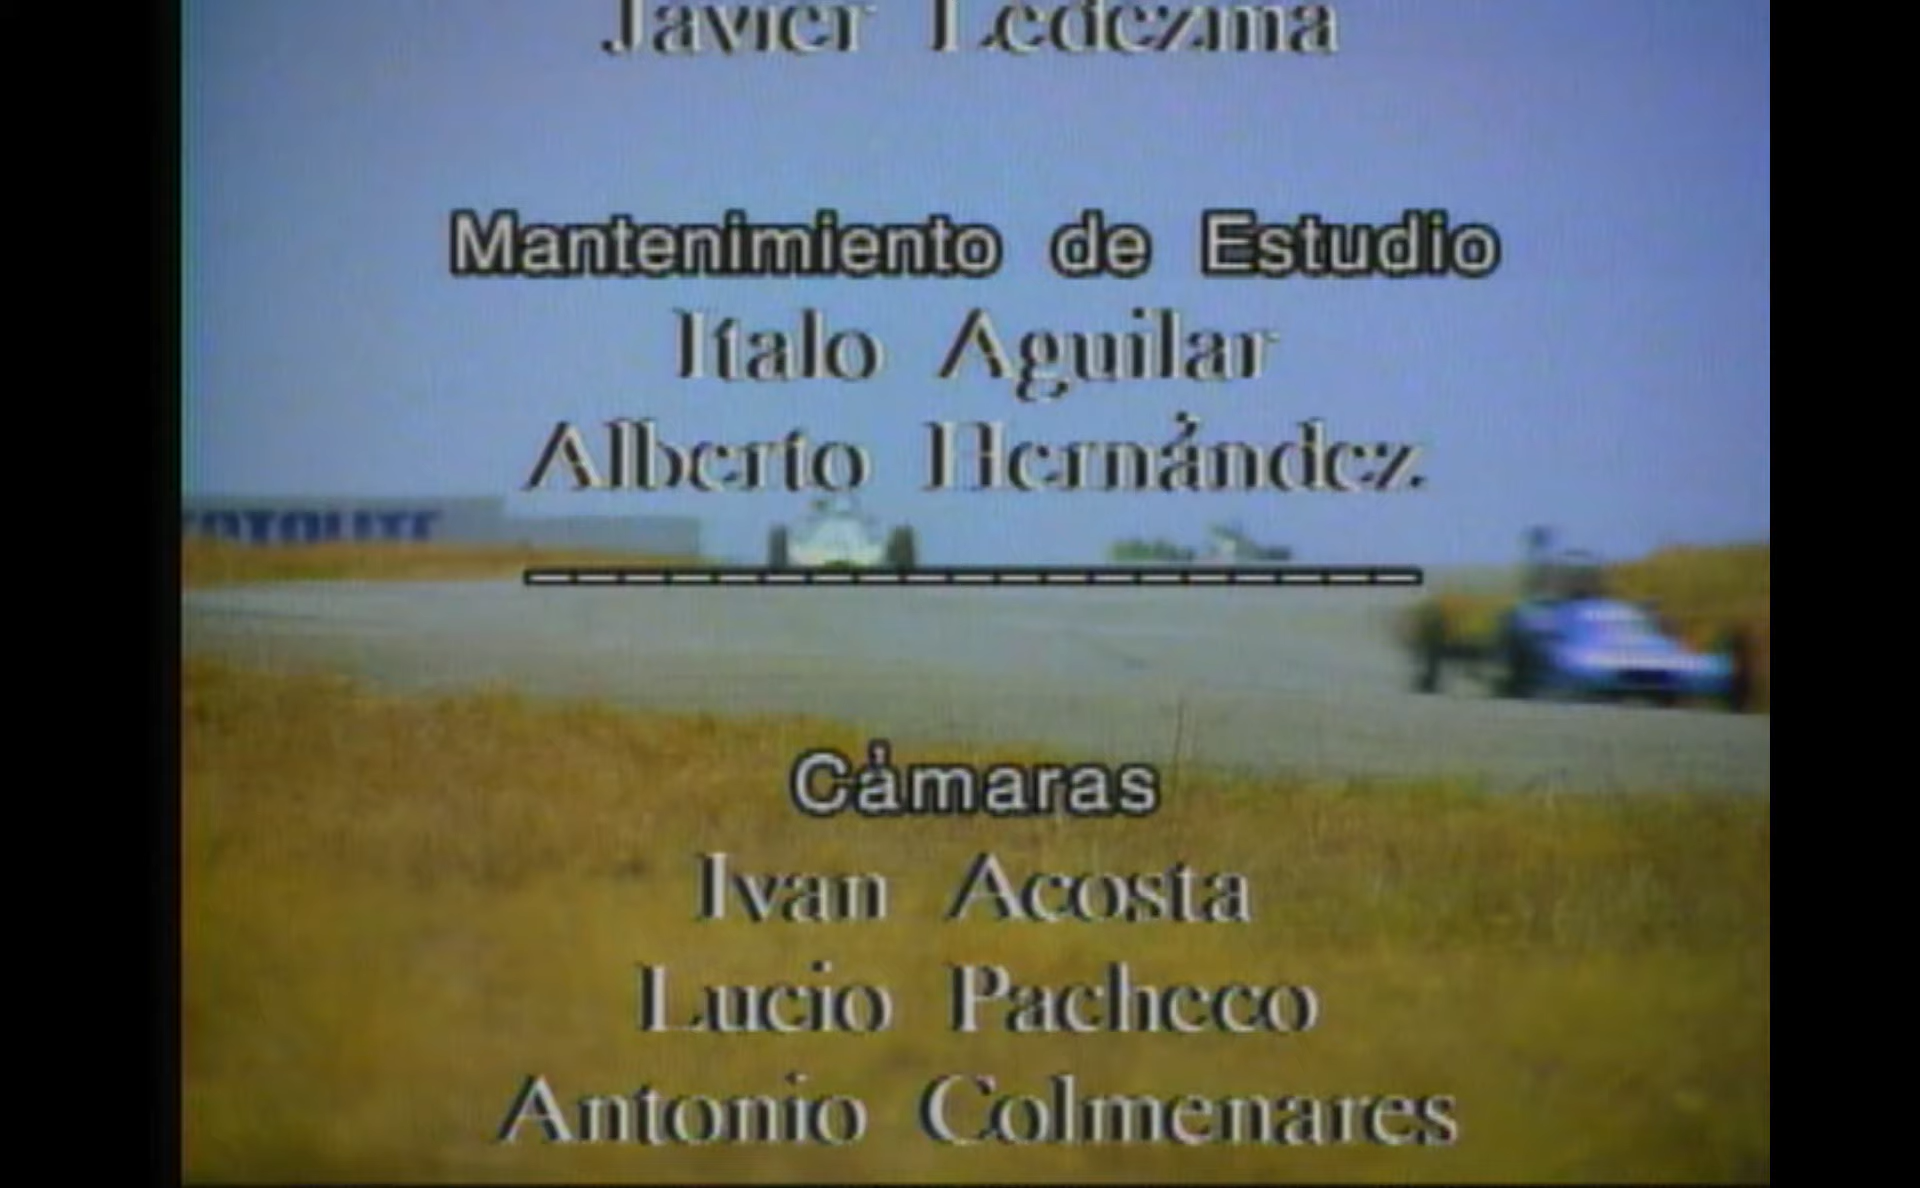 Javier Ledezma
Mantenimiento de Estudio
Italo Aguilar
Alberto Hernández
Cámaras
Ivan Acosta
Lucio Pacheco
Antonio Colmenares